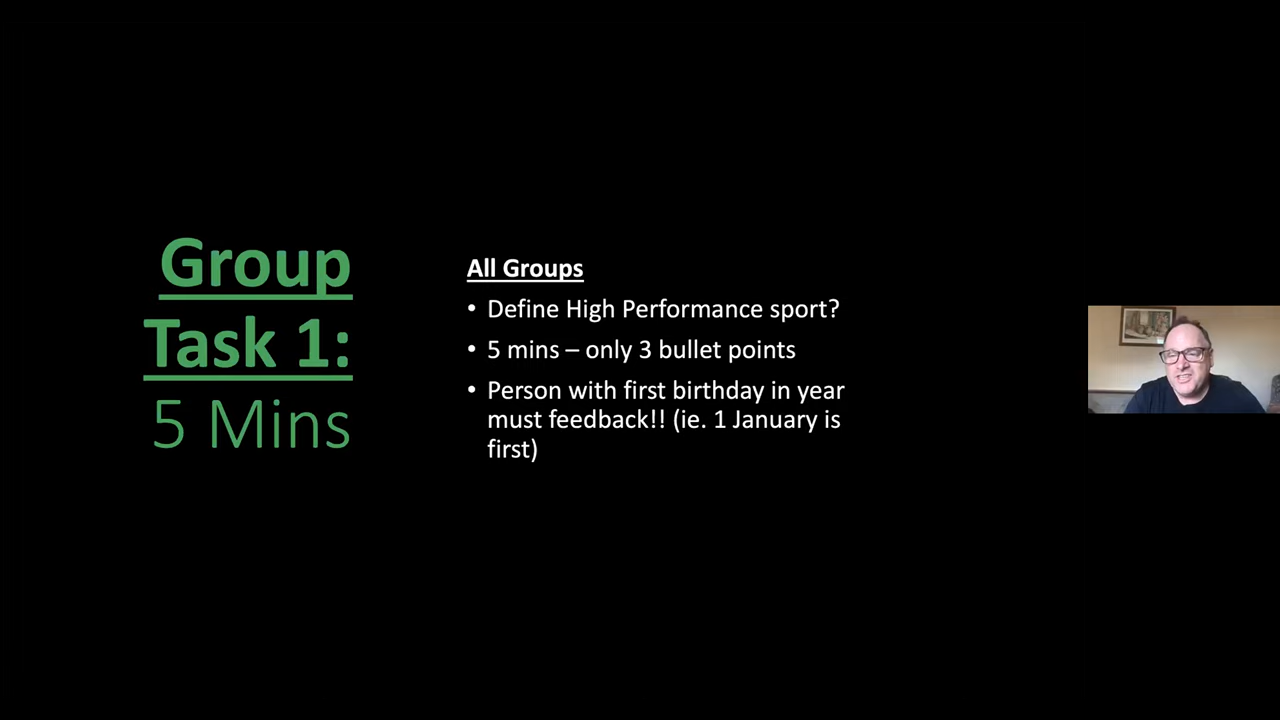 Group
Task 1:
5 Mins
All Groups
• Define High Performance sport?
• 5 mins – only 3 bullet points
• Person with first birthday in year
must feedback!! (ie. 1 January is
first)